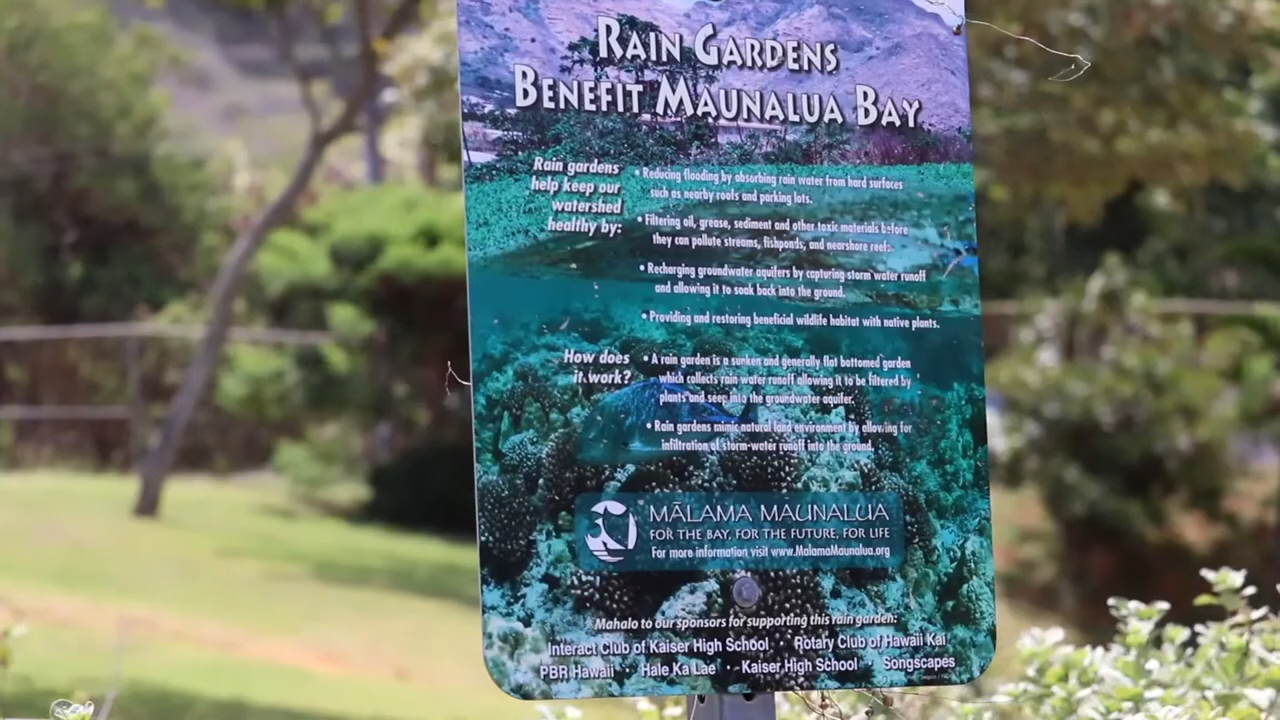 RAIN GARDENS
BENEFIT MAUNALUA BAY
Rain gardens
help keep our
watershed
healthy by:
• Reducing flooding by absorbing rain water from hard surfaces
such as nearby roofs and parking lots.
• Filtering oil, grease, sediment and other toxic materials before
they can pollute streams, fishponds, and nearshore reefs.
• Recharging groundwater aquifers by capturing storm water runoff
and allowing it to soak back into the ground.
• Providing and restoring beneficial wildlife habitat with native plants.
How does
it work?
• A rain garden is a sunken and generally flat bottomed garden
which collects rain water runoff allowing it to be filtered by
plants and seep into the groundwater aquifer.
• Rain gardens mimic natural land environment by allowing for
infiltration of storm-water runoff into the ground.
MĀLAMA MAUNALUA
FOR THE BAY, FOR THE FUTURE, FOR LIFE
For more information visit www.MalamaMaunalua.org
Mahalo to our sponsors for supporting this rain garden:
Interact Club of Kaiser High School Rotary Club of Hawaii Kai
PBR Hawaii • Hale Ka Lae • Kaiser High School Songscapes